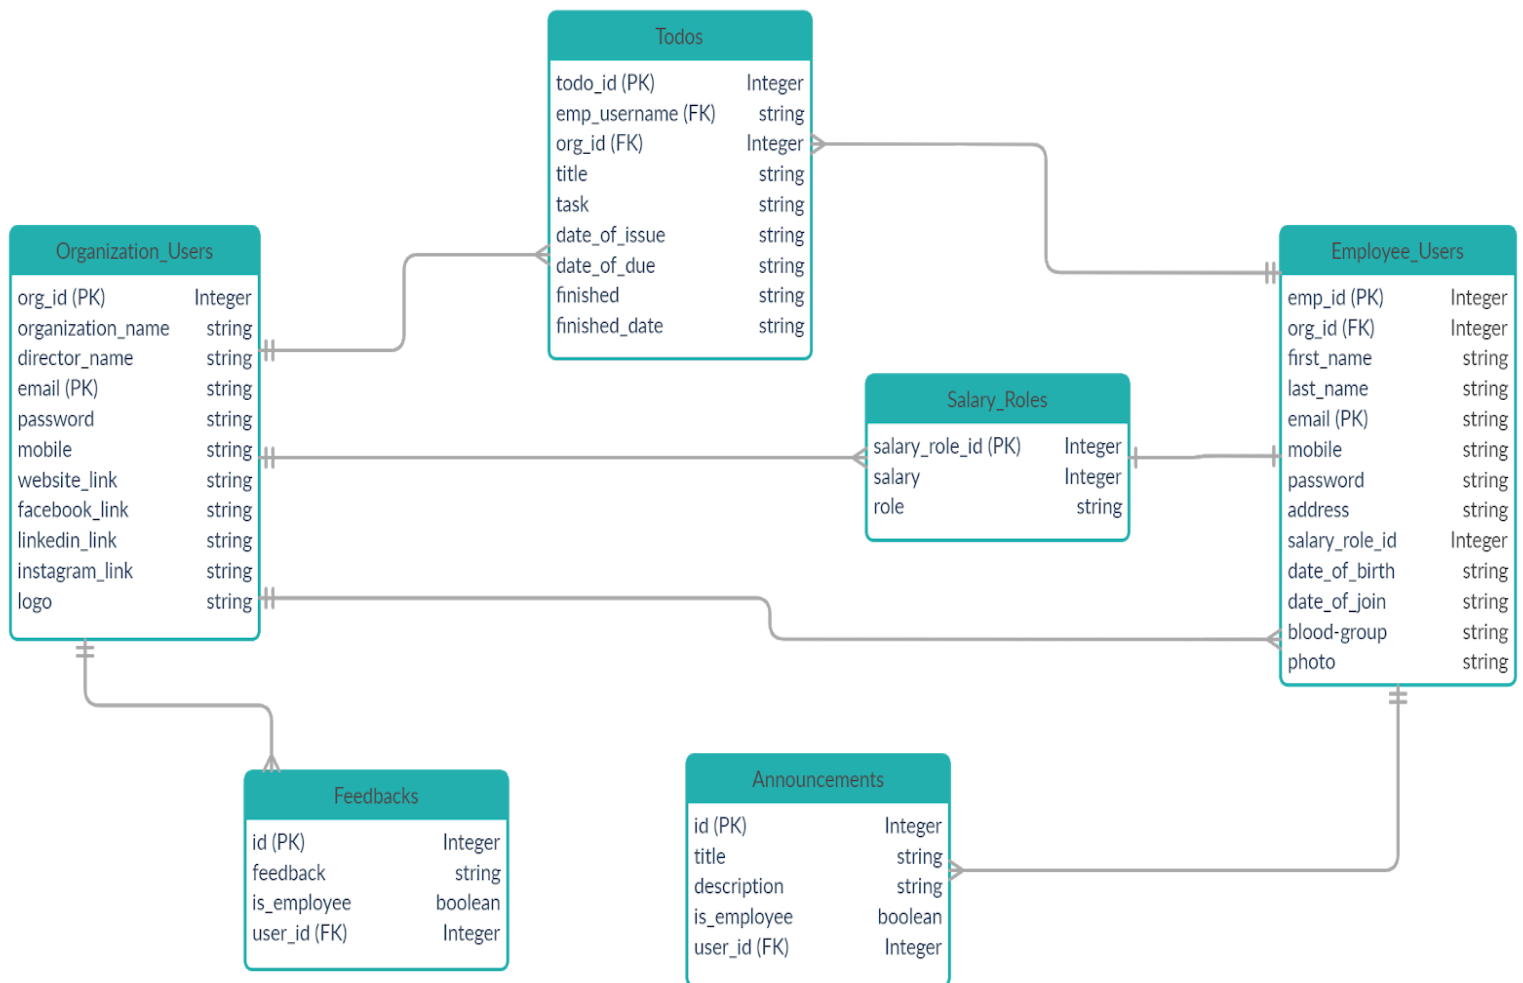 Todos
todo_id (PK) Integer
emp_username (FK) string
org_id (FK) Integer
title string
task string
date_of_issue string
date_of_due string
finished string
finished_date string
Organization_Users
org_id (PK) Integer
organization_name string
director_name string
email (PK) string
password string
mobile string
website_link string
facebook_link string
linkedin_link string
instagram_link string
logo string
Employee_Users
emp_id (PK) Integer
org_id (FK) Integer
first_name string
last_name string
email (PK) string
mobile string
password string
address string
salary_role_id Integer
date_of_birth string
date_of_join string
blood-group string
photo string
Salary_Roles
salary_role_id (PK) Integer
salary Integer
role string
Feedbacks
id (PK) Integer
feedback string
is_employee boolean
user_id (FK) Integer
Announcements
id (PK) Integer
title string
description string
is_employee boolean
user_id (FK) Integer